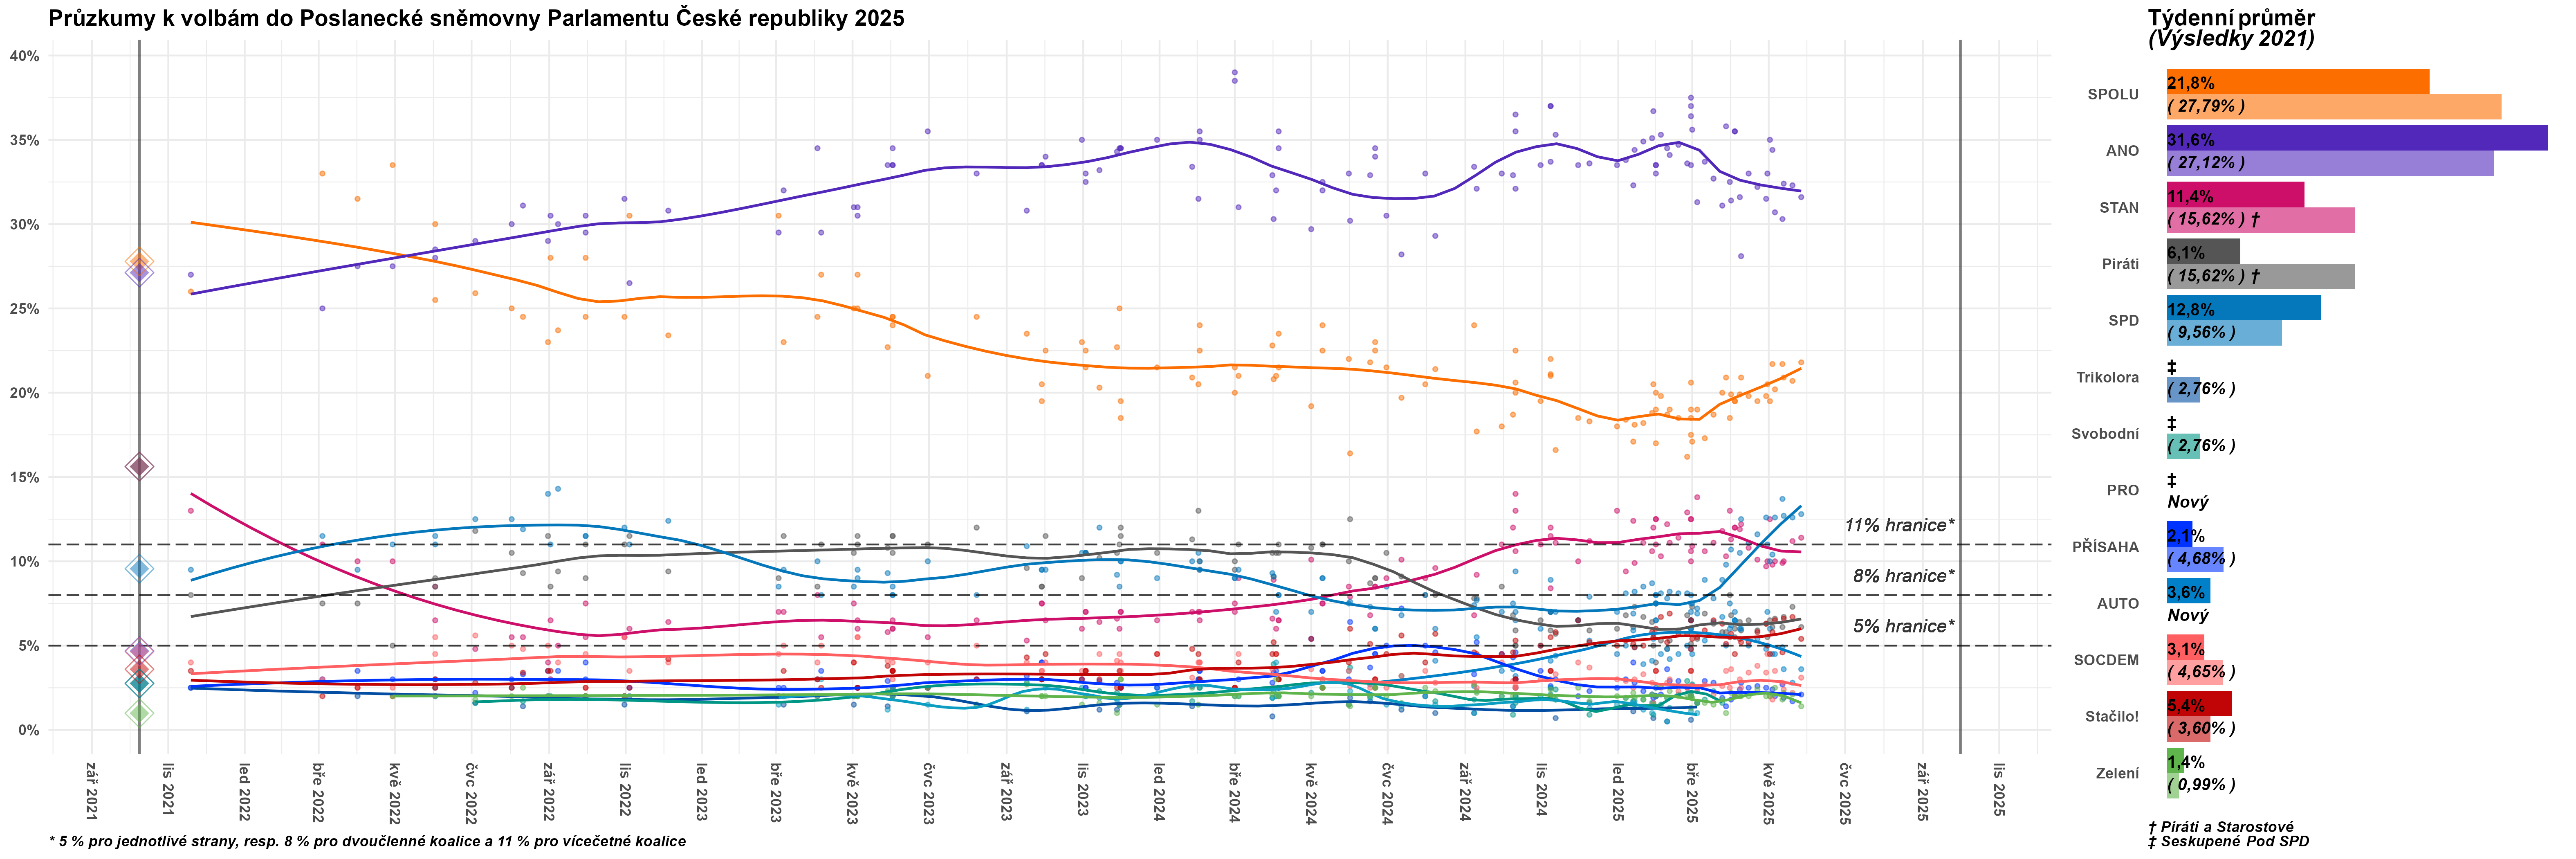 Průzkumy k volbám do Poslanecké sněmovny Parlamentu České republiky 2025
40%
35%
30%
25%
20%
15%
10%
5%
0%
11% hranice*
8% hranice*
5% hranice*
zář 2021
lis 2021
led 2022
bře 2022
kvě 2022
čvc 2022
zář 2022
lis 2022
led 2023
bře 2023
kvě 2023
čvc 2023
zář 2023
lis 2023
led 2024
bře 2024
kvě 2024
čvc 2024
zář 2024
lis 2024
led 2025
bře 2025
kvě 2025
čvc 2025
zář 2025
lis 2025
* 5 % pro jednotlivé strany, resp. 8 % pro dvoučlenné koalice a 11 % pro vícečetné koalice
Týdenní průměr
(Výsledky 2021)
SPOLU
21,8%
( 27,79% )
ANO
31,6%
( 27,12% )
STAN
11,4%
( 15,62% ) †
Piráti
6,1%
( 15,62% ) †
SPD
12,8%
( 9,56% )
Trikolora
‡
( 2,76% )
Svobodní
‡
( 2,76% )
PRO
‡
Nový
PŘÍSAHA
2,1%
( 4,68% )
AUTO
3,6%
Nový
SOCDEM
3,1%
( 4,65% )
Stačilo!
5,4%
( 3,60% )
Zelení
1,4%
( 0,99% )
† Piráti a Starostové
‡ Seskupené Pod SPD